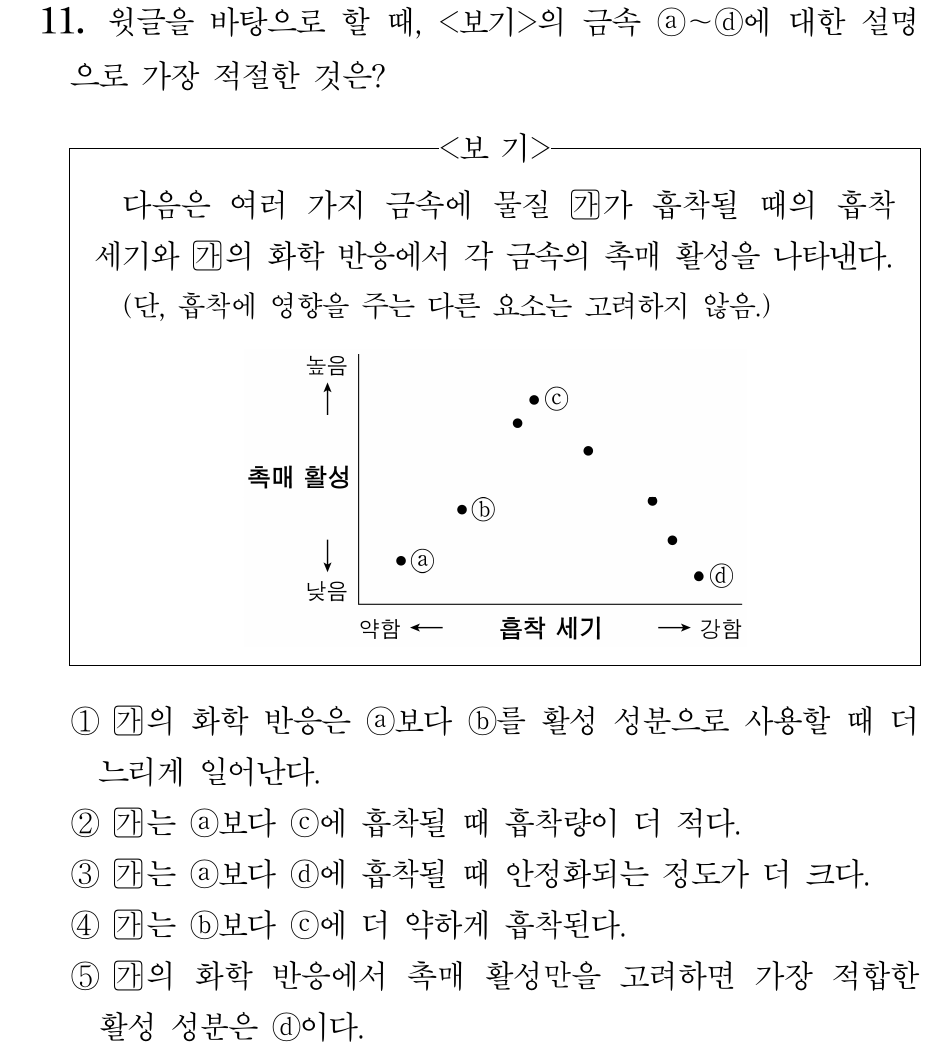 11. 윗글을 바탕으로 할 때, <보기>의 금속 ⓐ~ⓓ에 대한 설명
으로 가장 적절한 것은?
<보 기>
다음은 여러 가지 금속에 물질 가가 흡착될 때의 흡착
세기와 가의 화학 반응에서 각 금속의 촉매 활성을 나타낸다.
(단, 흡착에 영향을 주는 다른 요소는 고려하지 않음.)
높음
ⓒ
촉매 활성
ⓑ
ⓐ
ⓓ
낮음
약함 ← 흡착 세기 → 강함
① 가의 화학 반응은 ⓐ보다 ⓑ를 활성 성분으로 사용할 때 더
느리게 일어난다.
② 가는 ⓐ보다 ⓒ에 흡착될 때 흡착량이 더 적다.
③ 가는 ⓐ보다 ⓓ에 흡착될 때 안정화되는 정도가 더 크다.
④ 가는 ⓑ보다 ⓒ에 더 약하게 흡착된다.
⑤ 가의 화학 반응에서 촉매 활성만을 고려하면 가장 적합한
활성 성분은 ⓓ이다.